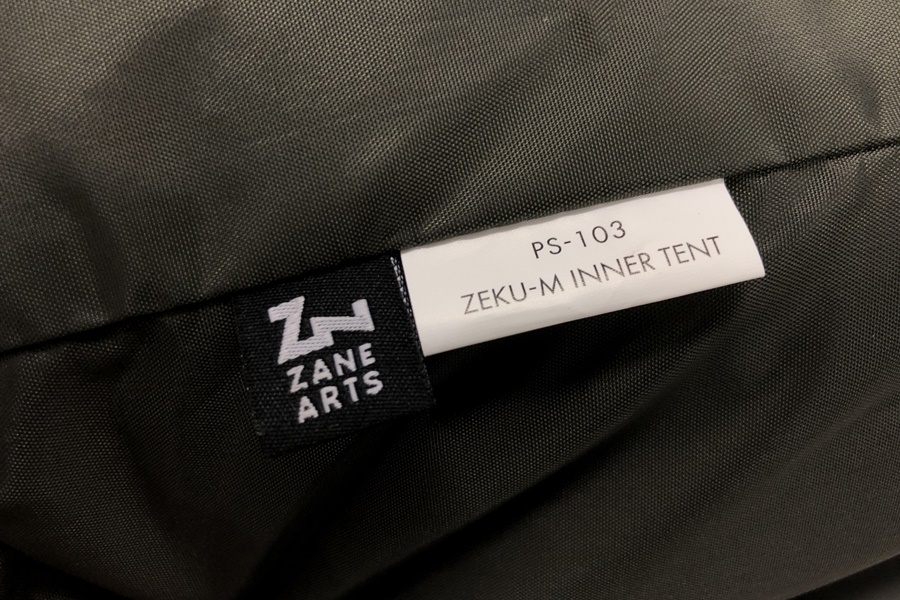 ZANE
ARTS
PS-103
ZEKU-M INNER TENT